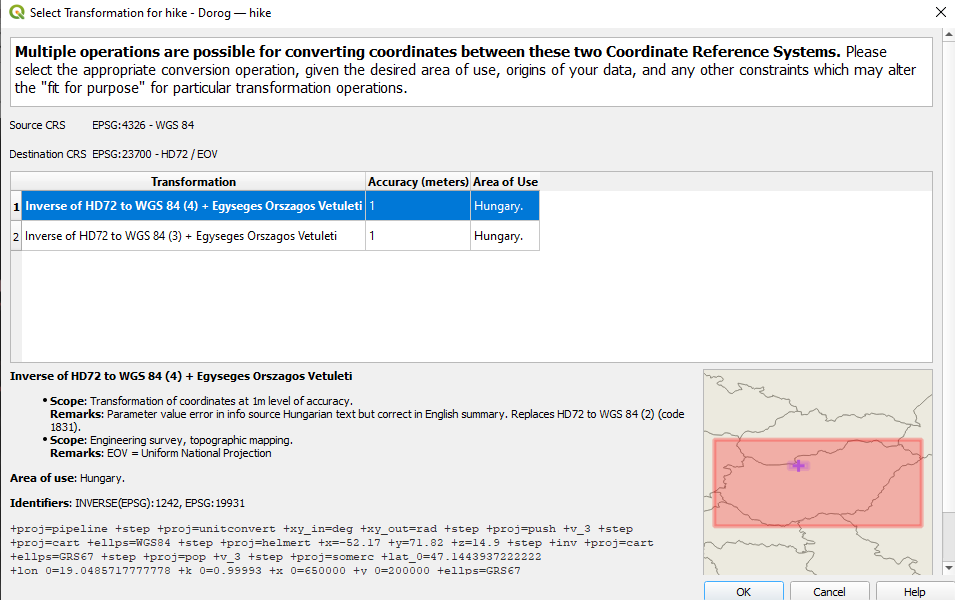 Select Transformation for hike - Dorog — hike
Multiple operations are possible for converting coordinates between these two Coordinate Reference Systems. Please
select the appropriate conversion operation, given the desired area of use, origins of your data, and any other constraints which may alter
the "fit for purpose" for particular transformation operations.
Source CRS EPSG:4326 - WGS 84
Destination CRS EPSG:23700 - HD72 / EOV
Transformation Accuracy (meters) Area of Use
1 Inverse of HD72 to WGS 84 (4) + Egyseges Orszagos Vetuleti 1 Hungary.
2 Inverse of HD72 to WGS 84 (3) + Egyseges Orszagos Vetuleti 1 Hungary.
Inverse of HD72 to WGS 84 (4) + Egyseges Orszagos Vetuleti
• Scope: Transformation of coordinates at 1m level of accuracy.
Remarks: Parameter value error in info source Hungarian text but correct in English summary. Replaces HD72 to WGS 84 (2) (code
1831).
• Scope: Engineering survey, topographic mapping.
Remarks: EOV = Uniform National Projection
Area of use: Hungary.
Identifiers: INVERSE(EPSG):1242, EPSG:19931
+proj=pipeline +step +proj=unitconvert +xy_in=deg +xy_out=rad +step +proj=push +v_3 +step
+proj=cart +ellps=WGS84 +step +proj=helmert +x=-52.17 +y=71.82 +z=14.9 +step +inv +proj=cart
+ellps=GRS67 +step +proj=pop +v_3 +step +proj=somerc +lat_0=47.1443937222222
+lon_0=19.0485717777778 +k_0=0.99993 +x_0=650000 +y_0=200000 +ellps=GRS67
OK Cancel Help